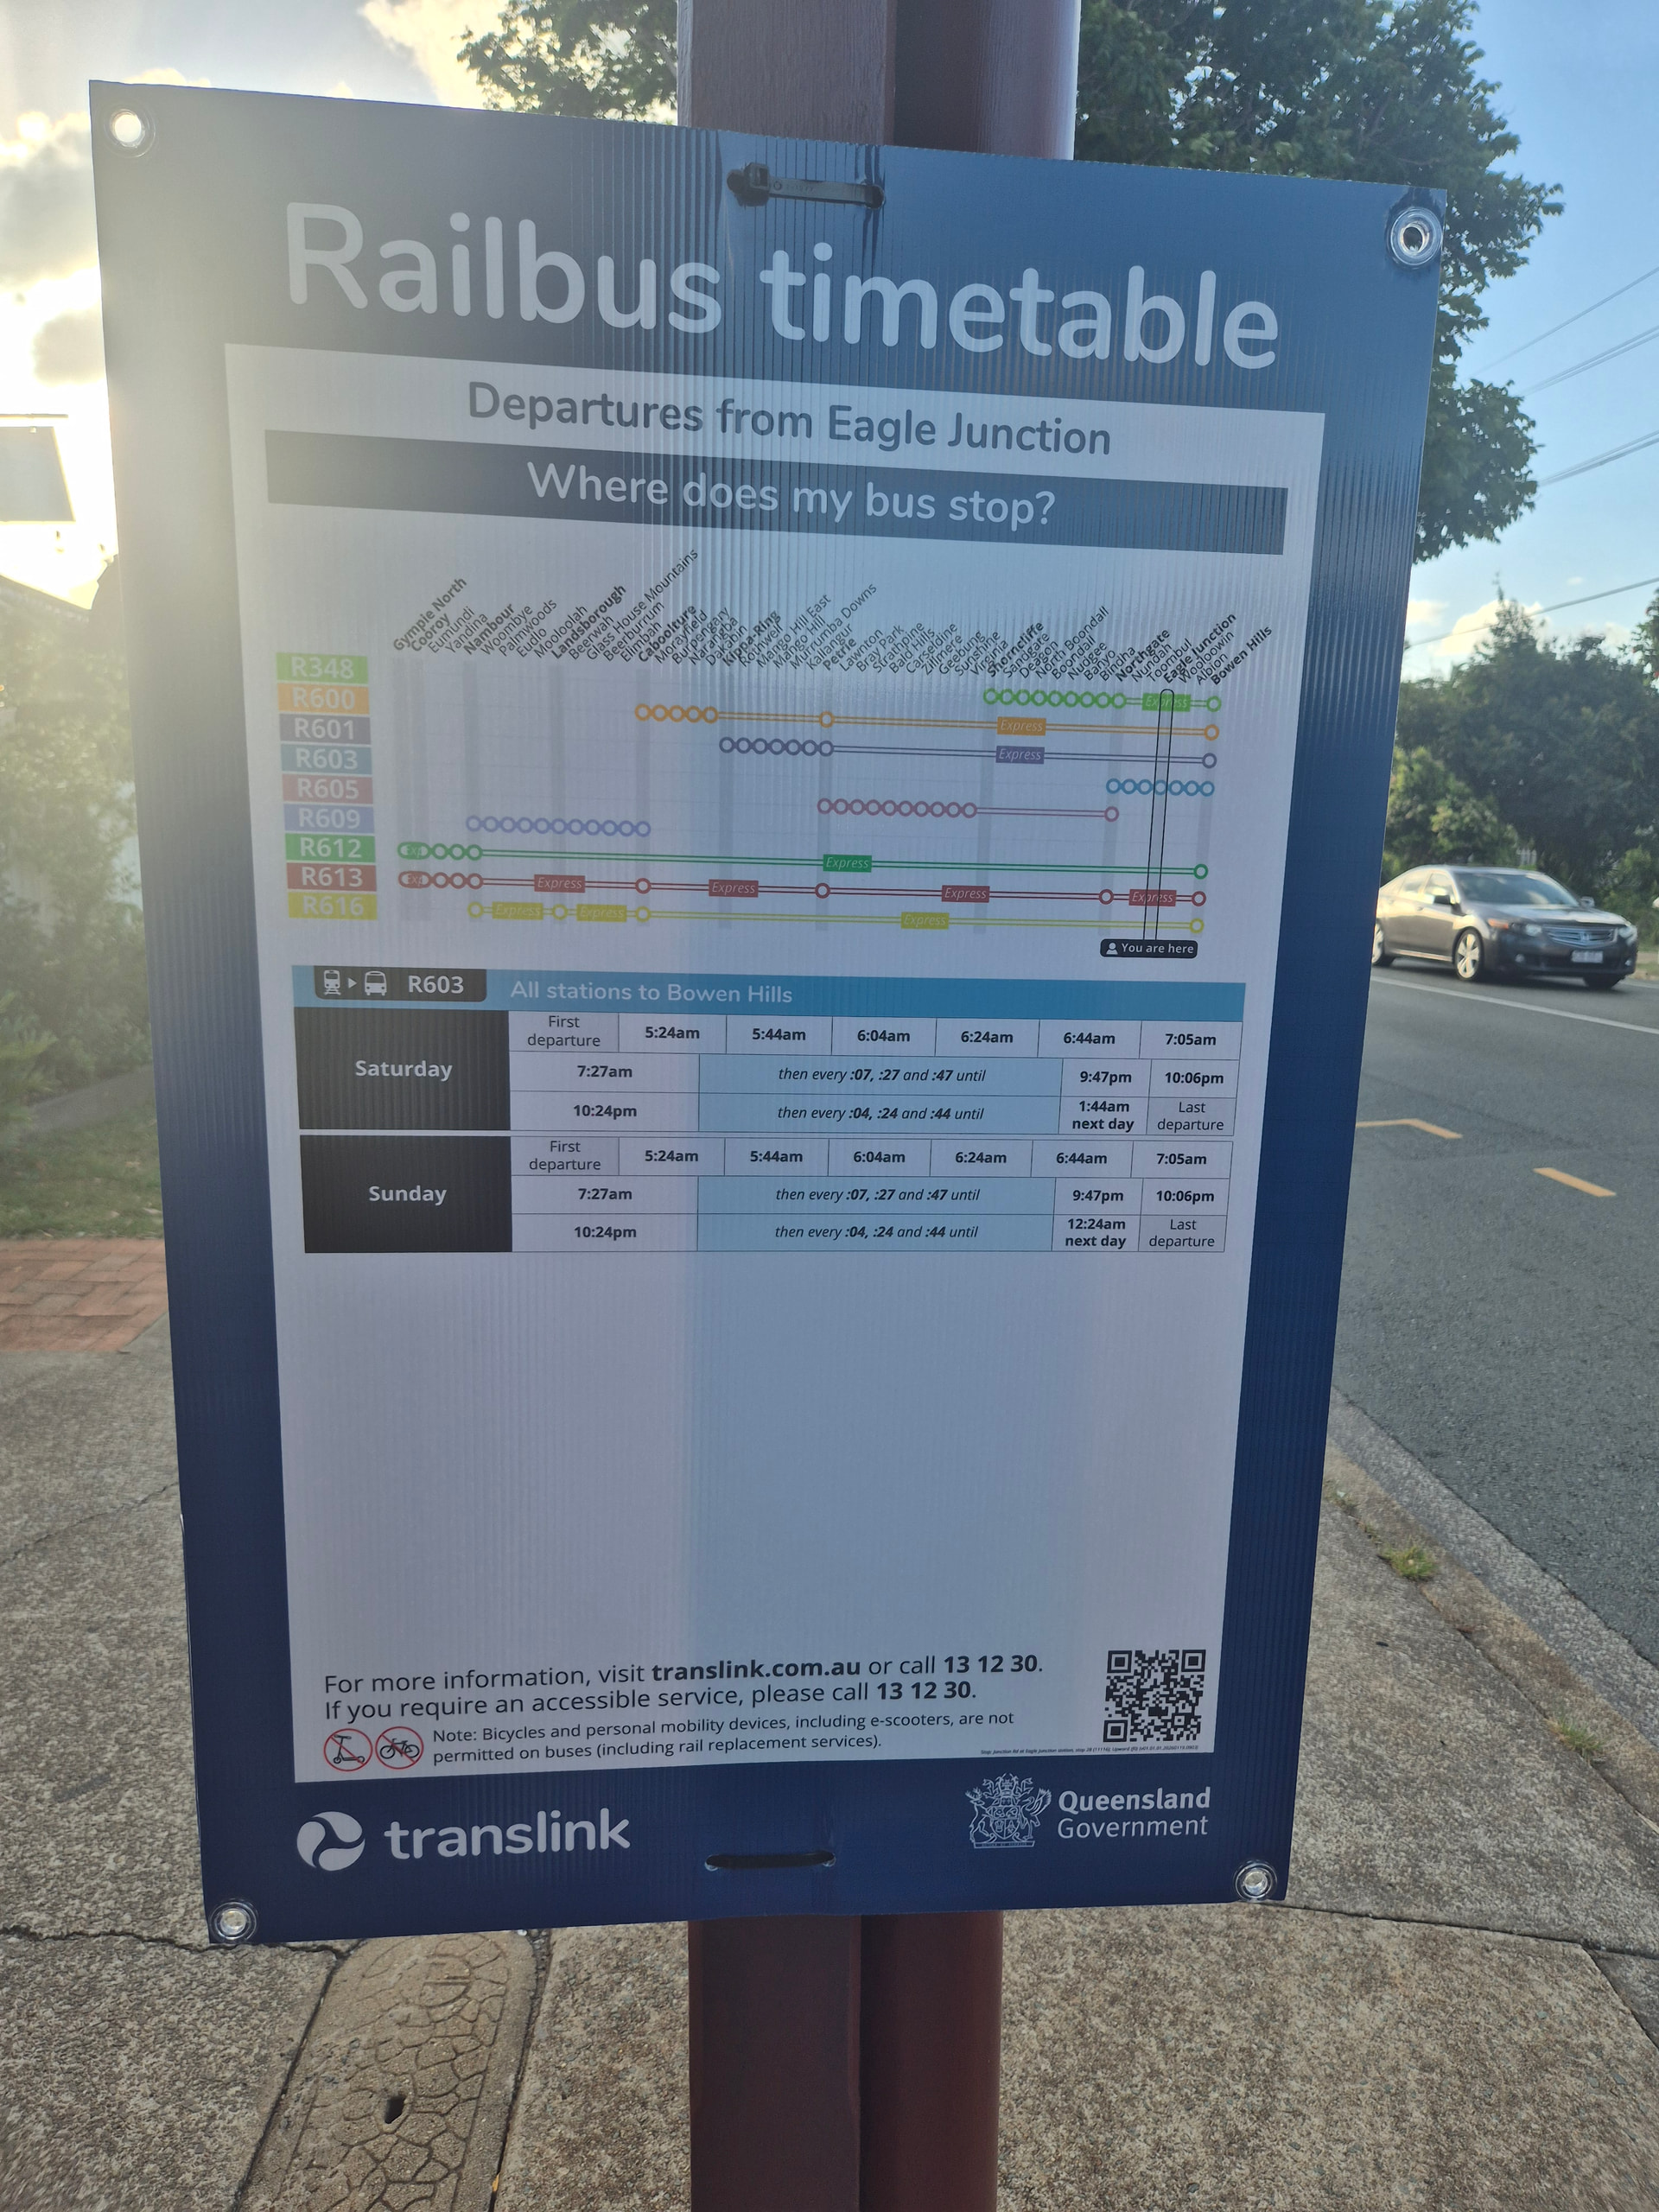 Railbus timetable
Departures from Eagle Junction
Where does my bus stop?
Gympie North
Cooroy
Eumundi
Yandina
Nambour
Woombye
Palmwoods
Eudlo
Mooloolah
Landsborough
Beerwah
Glass House Mountains
Beerburrum
Elimbah
Caboolture
Morayfield
Burpengary
Narangba
Dakabin
Kippa-Ring
Rothwell
Mango Hill East
Mango Hill
Murrumba Downs
Kallangur
Petrie
Lawnton
Bray Park
Strathpine
Bald Hills
Carseldine
Zillmere
Geebung
Sunshine
Virginia
Shorncliffe
Sandgate
Deagon
North Boondall
Boondall
Nudgee
Banyo
Bindha
Northgate
Nundah
Toombul
Eagle Junction
Wooloowin
Albion
Bowen Hills
R348 Express
R600 Express
R601 Express
R603
R605
R609
R612 Exp Express
R613 Exp Express Express Express Express
R616 Express Express Express
You are here
R603 All stations to Bowen Hills
Saturday
First departure 5:24am 5:44am 6:04am 6:24am 6:44am 7:05am
7:27am then every :07, :27 and :47 until 9:47pm 10:06pm
10:24pm then every :04, :24 and :44 until 1:44am next day Last departure
Sunday
First departure 5:24am 5:44am 6:04am 6:24am 6:44am 7:05am
7:27am then every :07, :27 and :47 until 9:47pm 10:06pm
10:24pm then every :04, :24 and :44 until 12:24am next day Last departure
For more information, visit translink.com.au or call 13 12 30.
If you require an accessible service, please call 13 12 30.
Note: Bicycles and personal mobility devices, including e-scooters, are not
permitted on buses (including rail replacement services).
translink
Queensland
Government